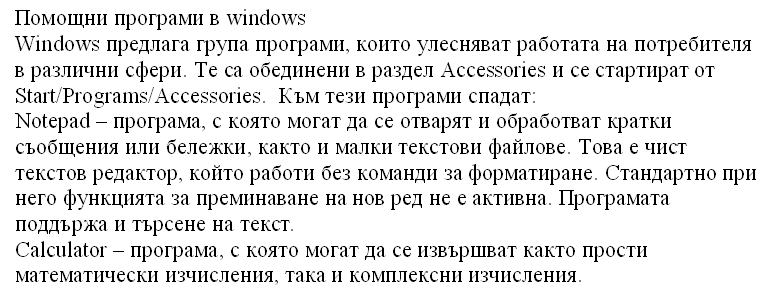 Помощни програми в windows
Windows предлага група програми, които улесняват работата на потребителя
в различни сфери. Те са обединени в раздел Accessories и се стартират от
Start/Programs/Accessories.  Към тези програми спадат:
Notepad – програма, с която могат да се отварят и обработват кратки
съобщения или бележки, както и малки текстови файлове. Това е чист
текстов редактор, който работи без команди за форматиране. Стандартно при
него функцията за преминаване на нов ред не е активна. Програмата
поддържа и търсене на текст.
Calculator – програма, с която могат да се извършват както прости
математически изчисления, така и комплексни изчисления.